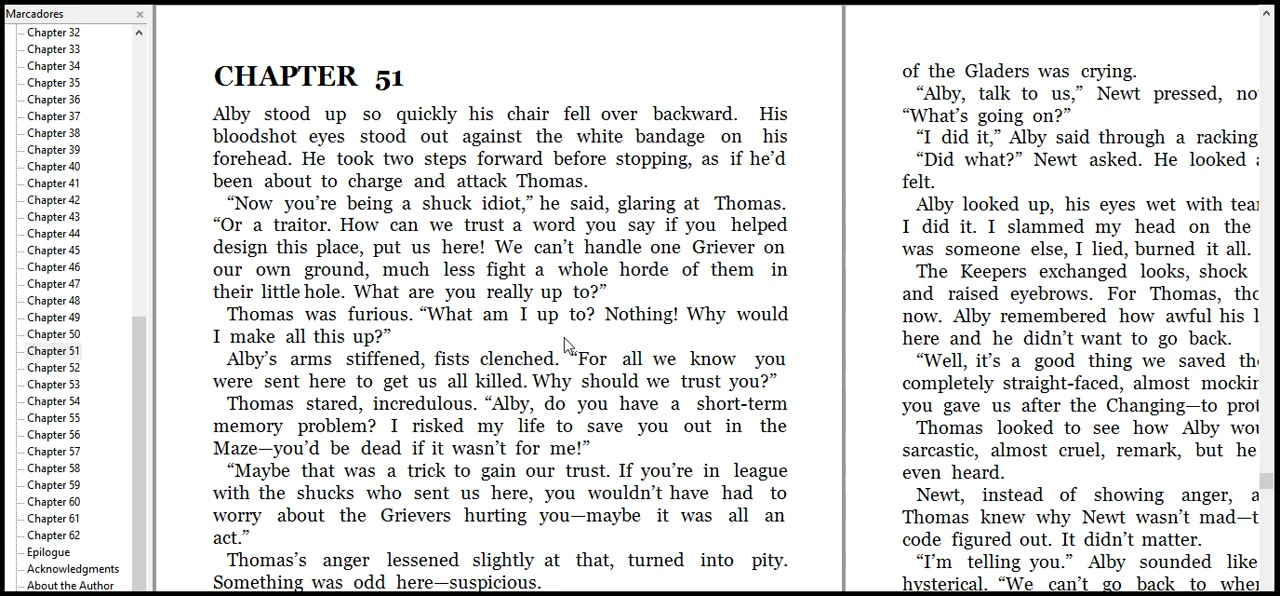 Marcadores
Chapter 32
Chapter 33
Chapter 34
Chapter 35
Chapter 36
Chapter 37
Chapter 38
Chapter 39
Chapter 40
Chapter 41
Chapter 42
Chapter 43
Chapter 44
Chapter 45
Chapter 46
Chapter 47
Chapter 48
Chapter 49
Chapter 50
Chapter 51
Chapter 52
Chapter 53
Chapter 54
Chapter 55
Chapter 56
Chapter 57
Chapter 58
Chapter 59
Chapter 60
Chapter 61
Chapter 62
Epilogue
Acknowledgments
About the Author
CHAPTER 51
Alby stood up so quickly his chair fell over backward. His
bloodshot eyes stood out against the white bandage on his
forehead. He took two steps forward before stopping, as if he’d
been about to charge and attack Thomas.
“Now you’re being a shuck idiot,” he said, glaring at Thomas.
“Or a traitor. How can we trust a word you say if you helped
design this place, put us here! We can’t handle one Griever on
our own ground, much less fight a whole horde of them in
their little hole. What are you really up to?”
Thomas was furious. “What am I up to? Nothing! Why would
I make all this up?”
Alby’s arms stiffened, fists clenched. “For all we know you
were sent here to get us all killed. Why should we trust you?”
Thomas stared, incredulous. “Alby, do you have a short-term
memory problem? I risked my life to save you out in the
Maze—you’d be dead if it wasn’t for me!”
“Maybe that was a trick to gain our trust. If you’re in league
with the shucks who sent us here, you wouldn’t have had to
worry about the Grievers hurting you—maybe it was all an
act.”
Thomas’s anger lessened slightly at that, turned into pity.
Something was odd here—suspicious.
of the Gladers was crying.
“Alby, talk to us,” Newt pressed,
“What’s going on?”
“I did it,” Alby said through a racking
“Did what?” Newt asked. He looked
felt.
Alby looked up, his eyes wet with
I did it. I slammed my head on the
was someone else, I lied, burned it all.
The Keepers exchanged looks, shock
and raised eyebrows. For Thomas,
now. Alby remembered how awful his
here and he didn’t want to go back.
“Well, it’s a good thing we saved
completely straight-faced, almost
you gave us after the Changing—to
Thomas looked to see how Alby
sarcastic, almost cruel, remark, but he
even heard.
Newt, instead of showing anger,
Thomas knew why Newt wasn’t mad—
code figured out. It didn’t matter.
“I’m telling you.” Alby sounded like
hysterical. “We can’t go back to